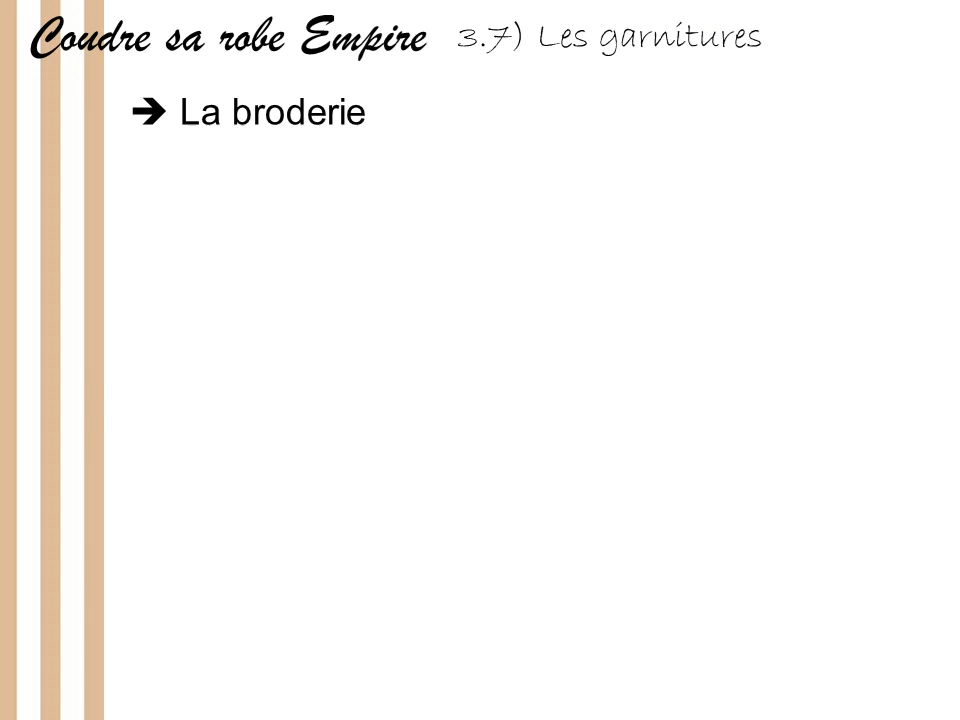 Coudre sa robe Empire 3.7) Les garnitures
➔ La broderie